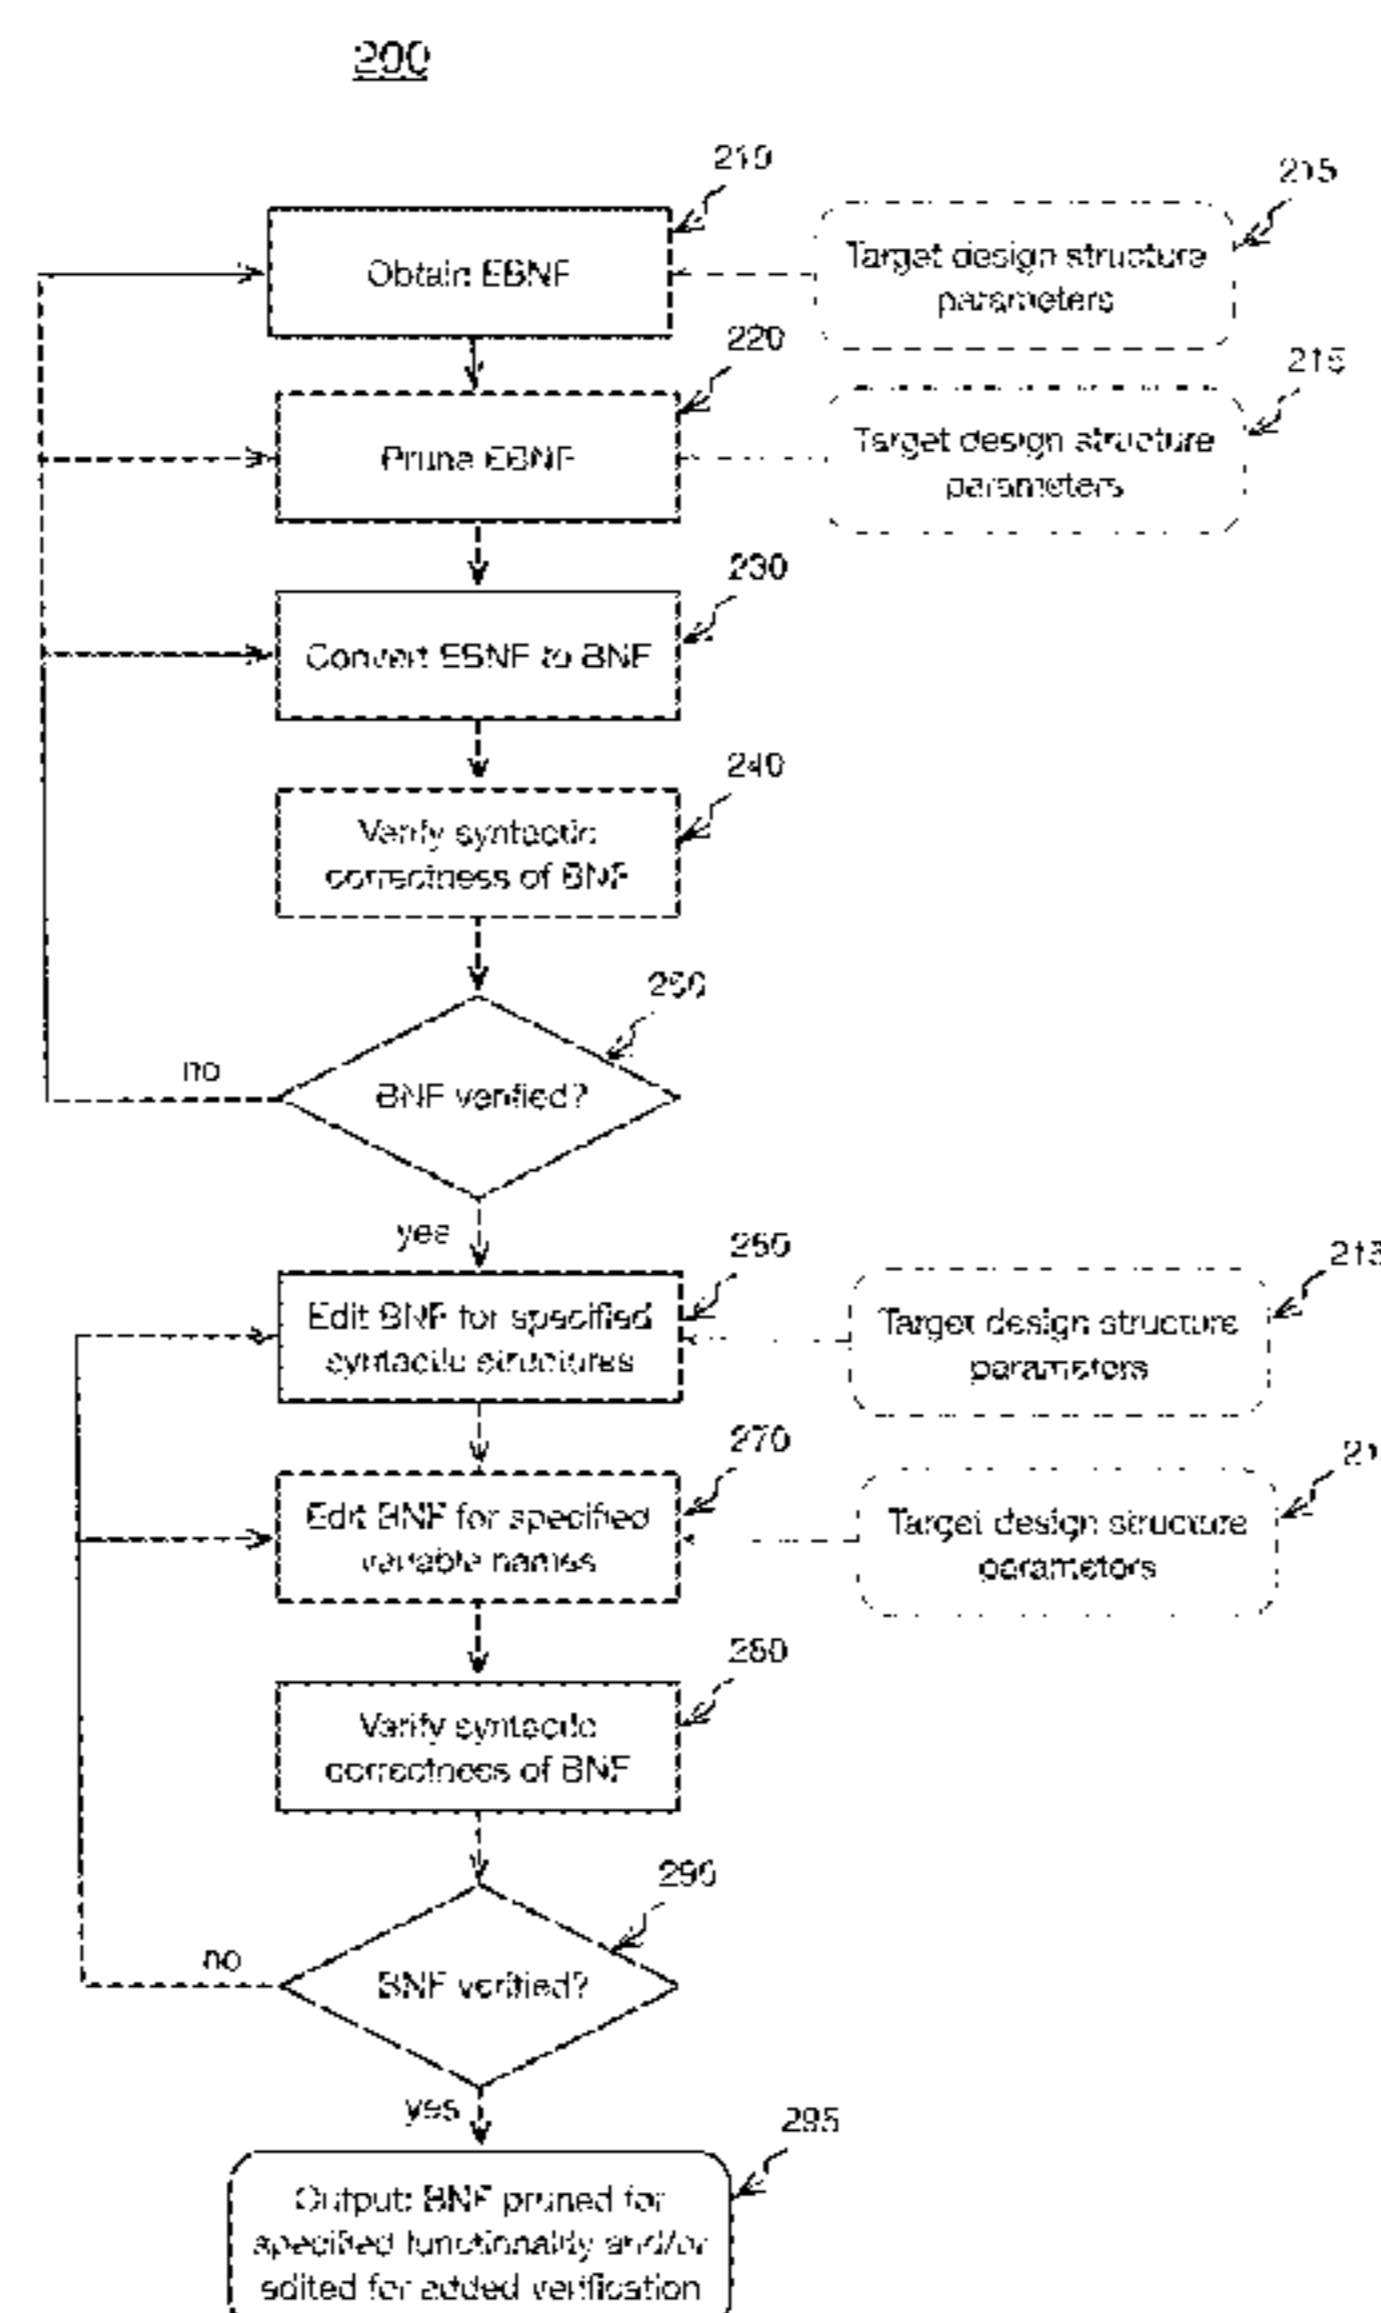 200
210
215
Obtain EBNF
Target design structure
parameters
220
215
Prune EBNF
Target design structure
parameters
230
Convert EBNF to BNF
240
Verify syntactic
correctness of BNF
250
no
BNF verified?
yes
260
Edit BNF for specified
syntactic structures
Target design structure
parameters
270
Edit BNF for specified
variable names
Target design structure
parameters
280
Verify syntactic
correctness of BNF
290
no
BNF verified?
yes
295
Output: BNF pruned for
specified functionality and/or
edited for added verification